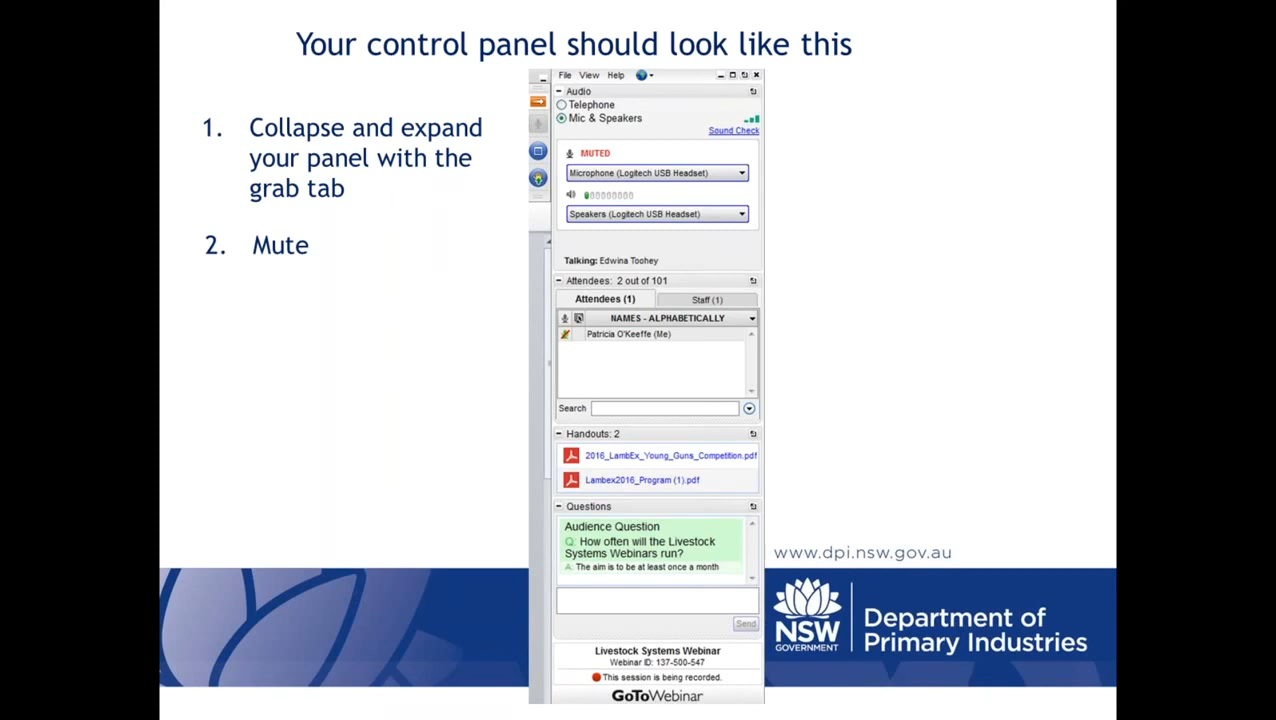 Your control panel should look like this
1. Collapse and expand
your panel with the
grab tab
2. Mute
File View Help
Audio
Telephone
Mic & Speakers
Sound Check
MUTED
Microphone (Logitech USB Headset)
Speakers (Logitech USB Headset)
Talking: Edwina Toohey
Attendees: 2 out of 101
Attendees (1) Staff (1)
NAMES - ALPHABETICALLY
Patricia O'Keeffe (Me)
Search
Handouts: 2
2016_LambEx_Young_Guns_Competition.pdf
Lambex2016_Program (1).pdf
Questions
Audience Question
Q: How often will the Livestock
Systems Webinars run?
A: The aim is to be at least once a month
Send
Livestock Systems Webinar
Webinar ID: 137-500-547
This session is being recorded.
GoToWebinar
www.dpi.nsw.gov.au
NSW
GOVERNMENT
Department of
Primary Industries